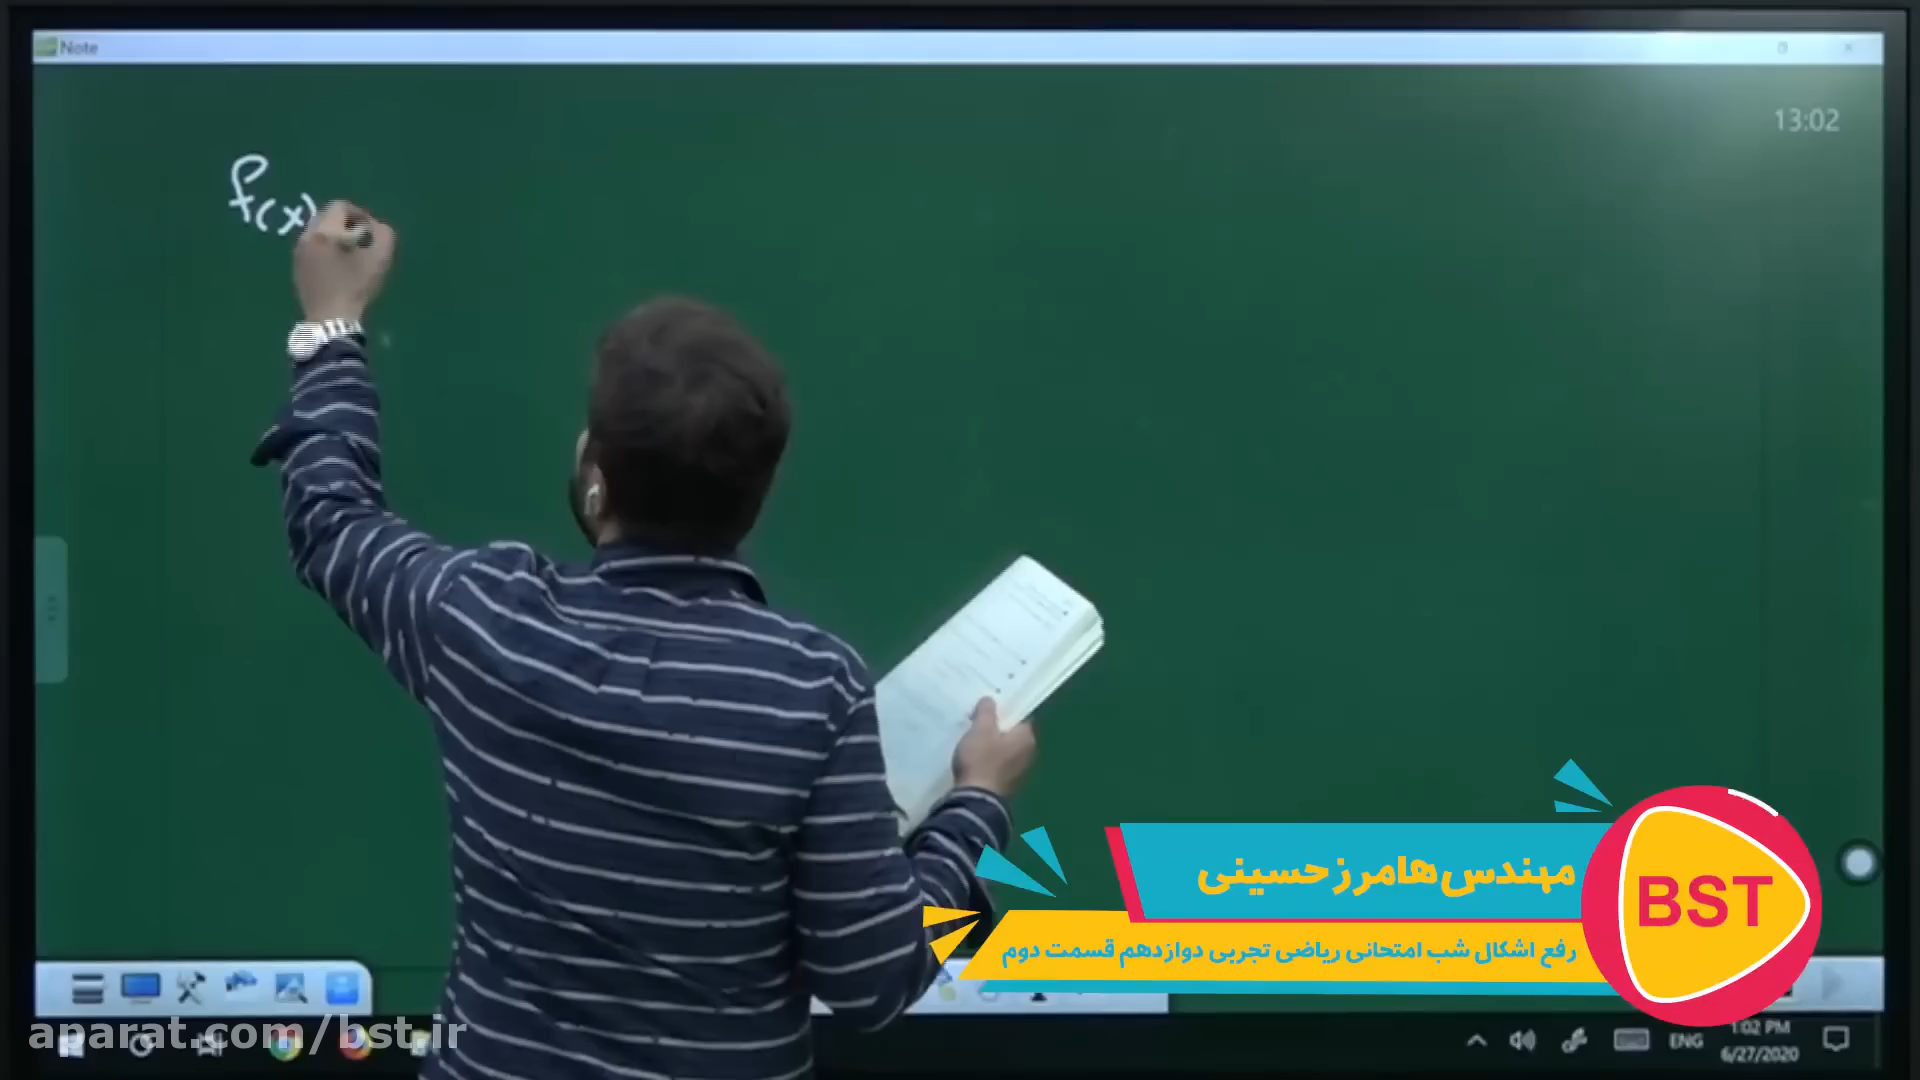 Note
13:02
f(x)
مهندس هامرز حسینی
رفع اشکال شب امتحانی ریاضی تجربی دوازدهم قسمت دوم
BST
aparat.com/bst.ir
ENG
1:02 PM
6/27/2020